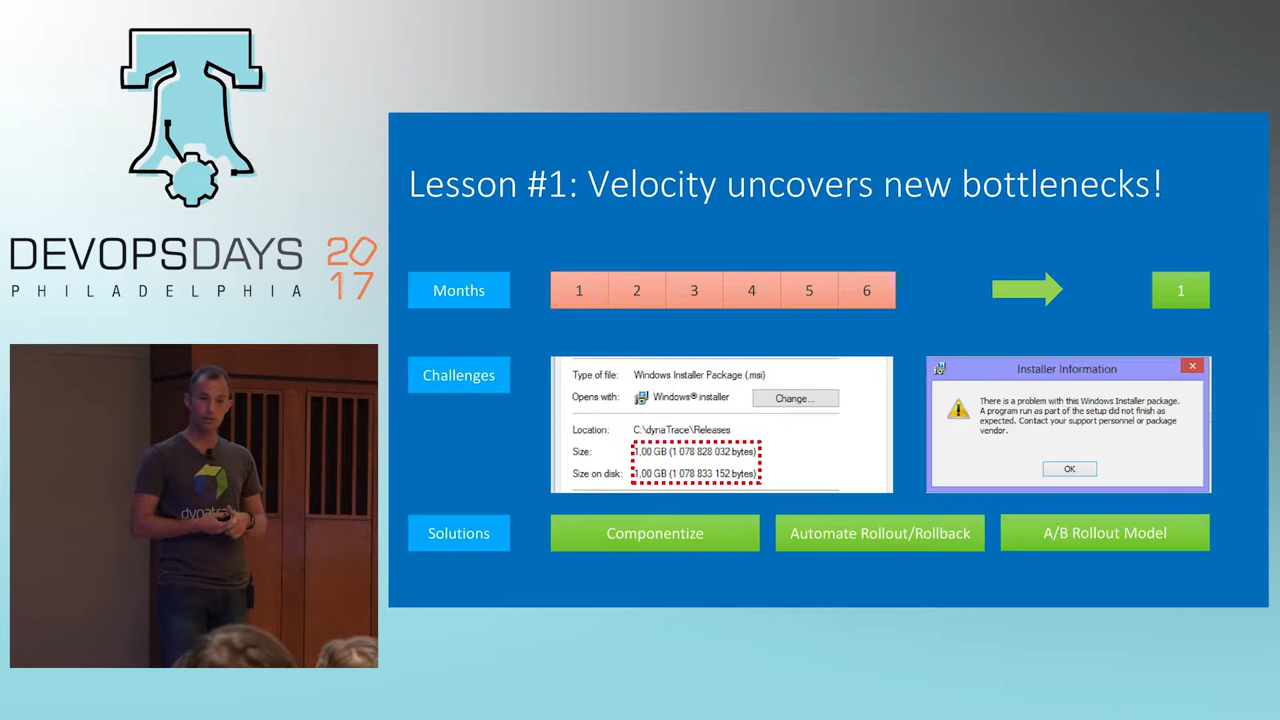 DEVOPSDAYS 2017
PHILADELPHIA
dynatra
Lesson #1: Velocity uncovers new bottlenecks!
Months
1 2 3 4 5 6
1
Challenges
Type of file: Windows Installer Package (.msi)
Opens with: Windows® installer Change...
Location: C:\dynaTrace\Releases
Size: 1,00 GB (1 078 828 032 bytes)
Size on disk: 1,00 GB (1 078 833 152 bytes)
Installer Information
There is a problem with this Windows Installer package.
A program run as part of the setup did not finish as
expected. Contact your support personnel or package
vendor.
OK
Solutions
Componentize
Automate Rollout/Rollback
A/B Rollout Model